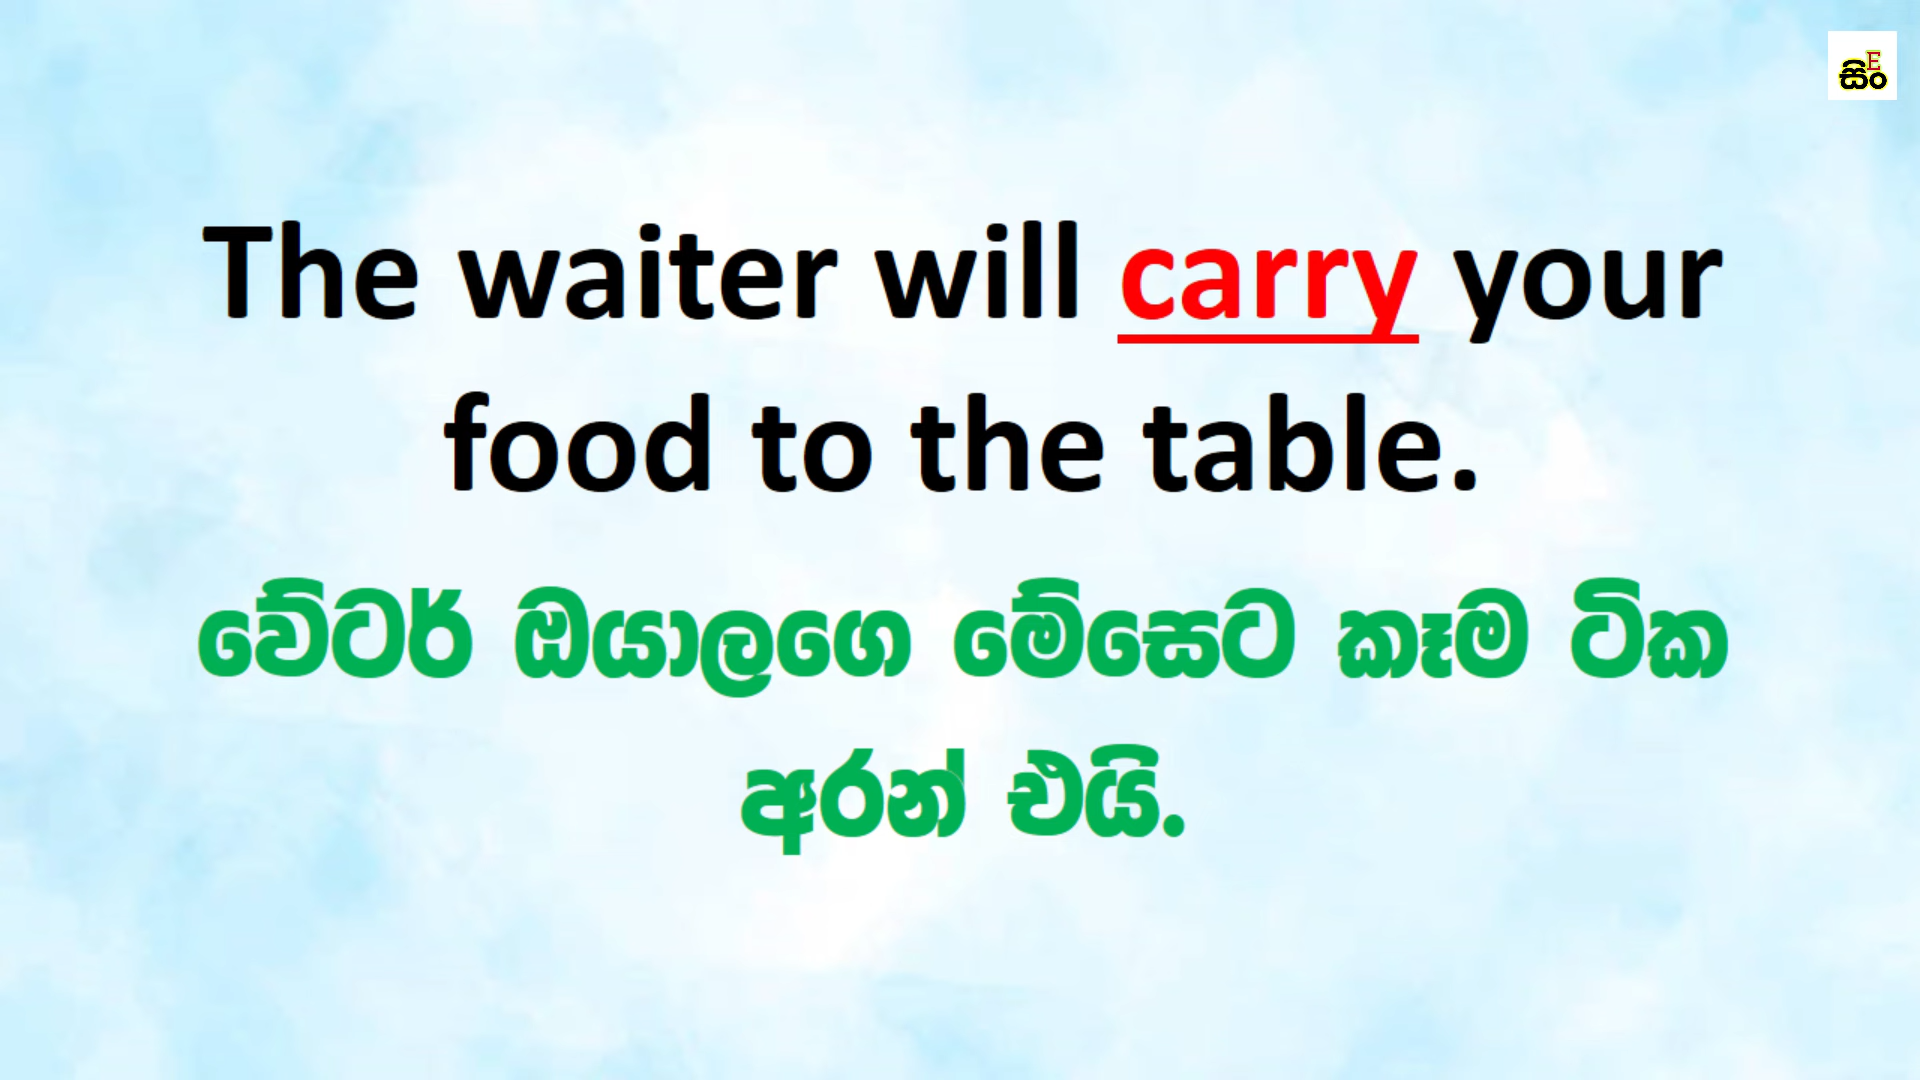 සිං E
The waiter will carry your
food to the table.
වේටර් ඔයාලගෙ මේසෙට කෑම ටික
අරන් එයි.